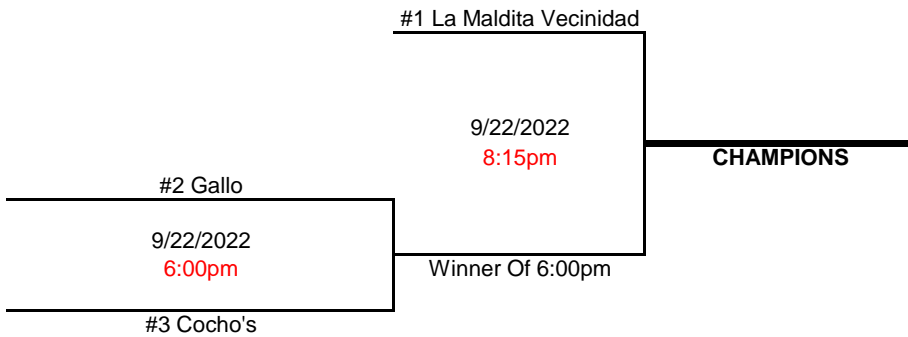 #1 La Maldita Vecinidad
9/22/2022
8:15pm
CHAMPIONS
#2 Gallo
9/22/2022
6:00pm
Winner Of 6:00pm
#3 Cocho's